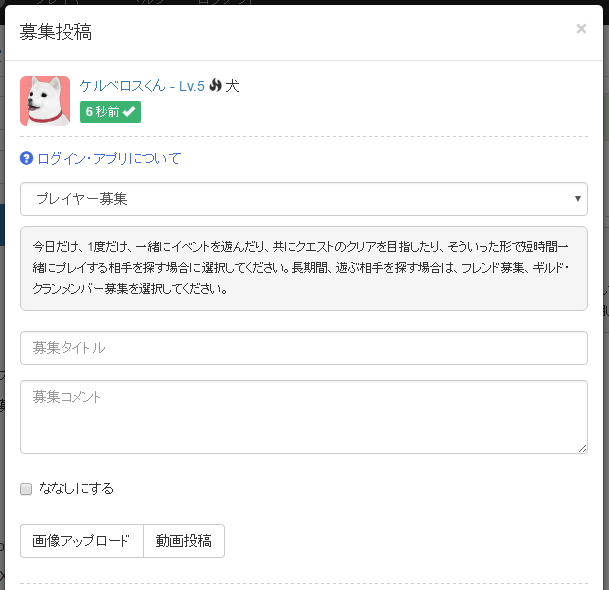 募集投稿
×
ケルベロスくん - Lv.5 犬
6 秒前
ログイン・アプリについて
プレイヤー募集
今日だけ、1度だけ、一緒にイベントを遊んだり、共にクエストのクリアを目指したり、そういった形で短時間一
緒にプレイする相手を探す場合に選択してください。長期間、遊ぶ相手を探す場合は、フレンド募集、ギルド・
クランメンバー募集を選択してください。
募集タイトル
募集コメント
ななしにする
画像アップロード 動画投稿